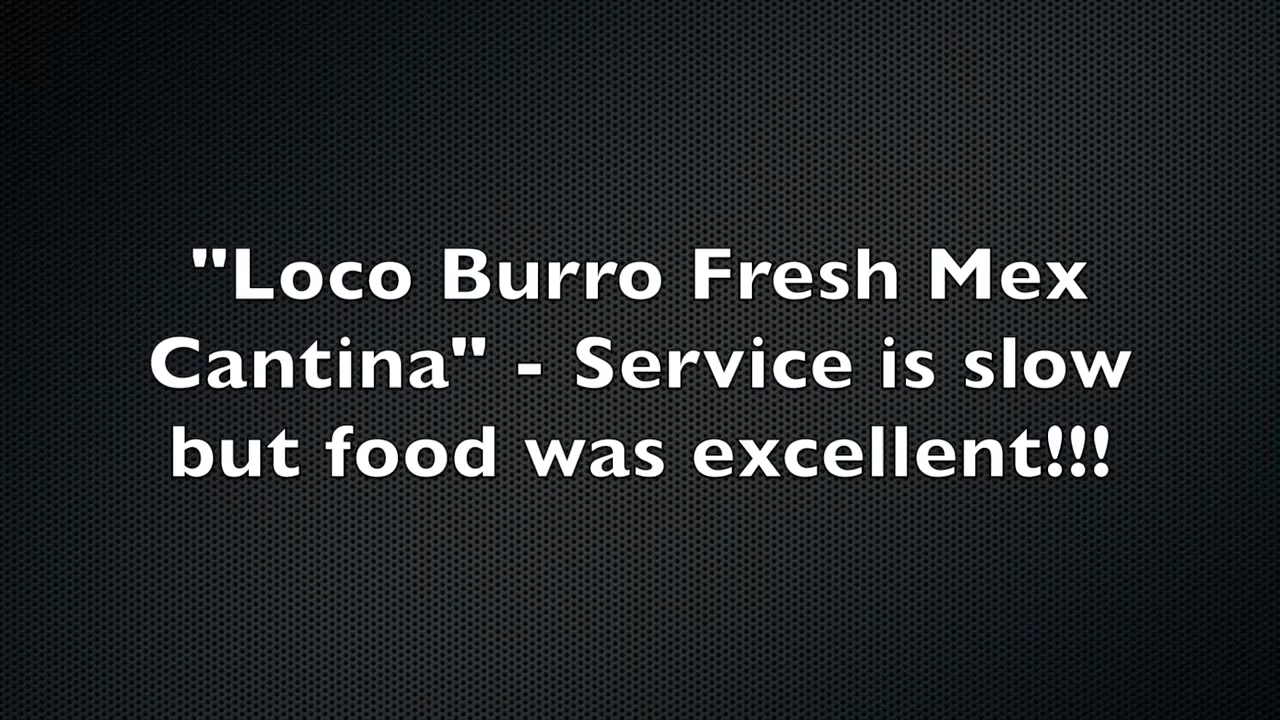 "Loco Burro Fresh Mex
Cantina" - Service is slow
but food was excellent!!!